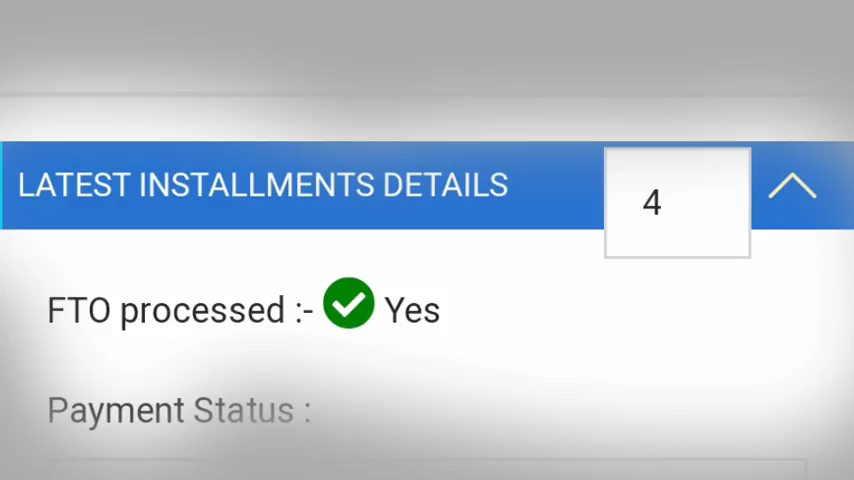 LATEST INSTALLMENTS DETAILS 4
FTO processed :- Yes
Payment Status :